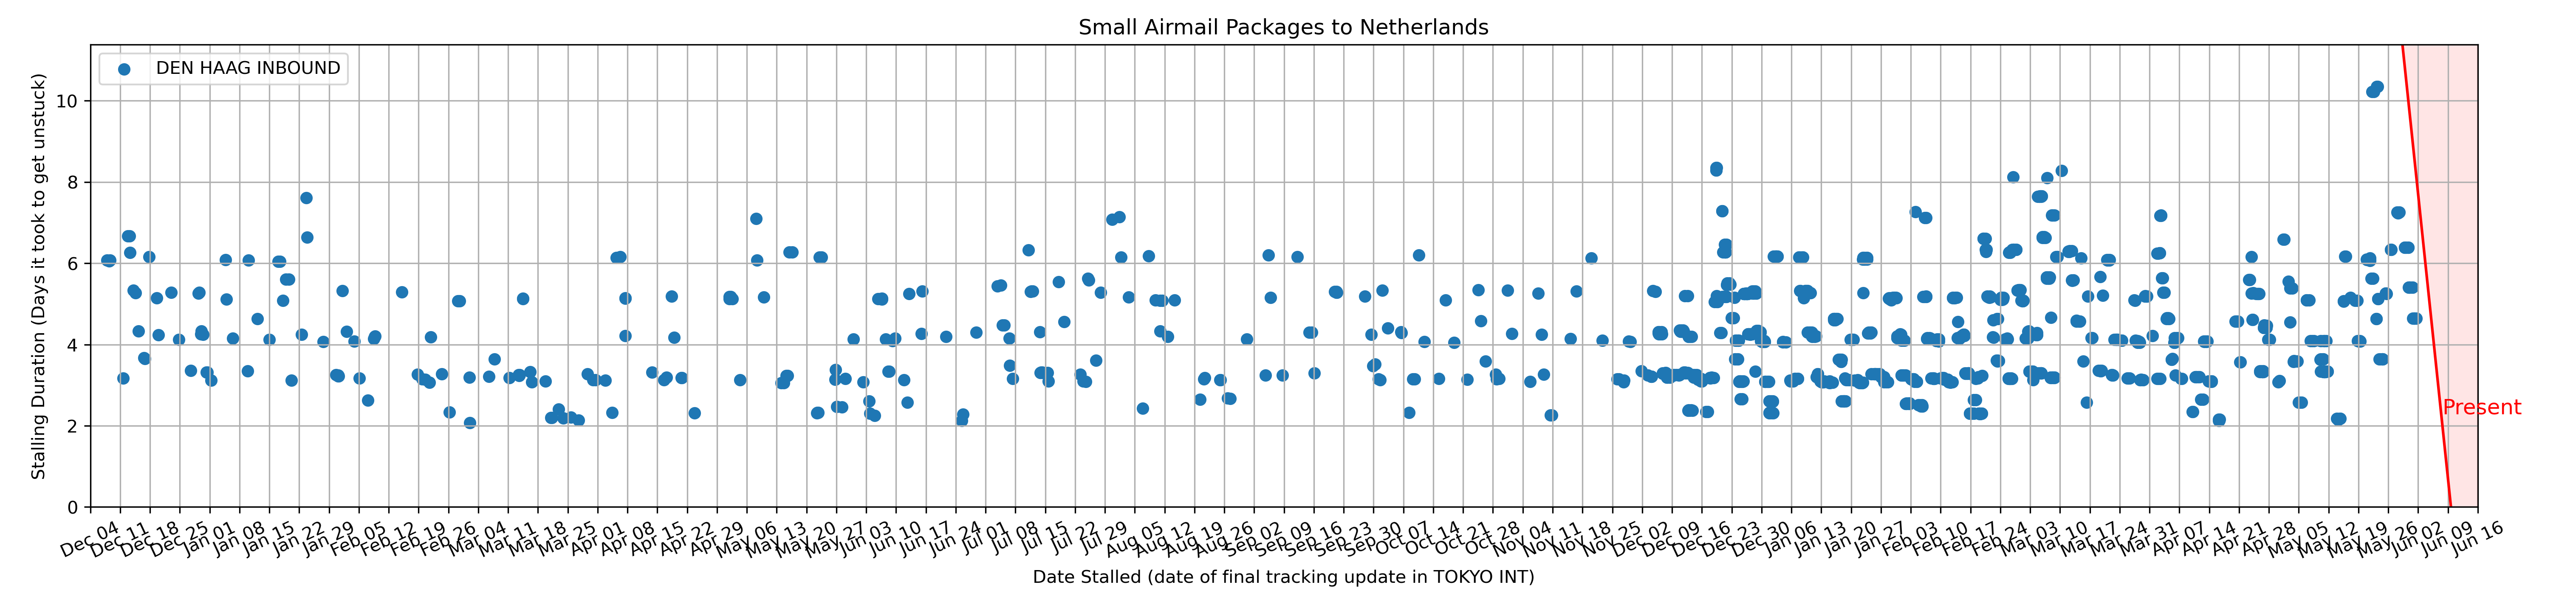 Small Airmail Packages to Netherlands
DEN HAAG INBOUND
Stalling Duration (Days it took to get unstuck)
10
8
6
4
2
0
Present
Dec 04 Dec 11 Dec 18 Dec 25 Jan 01 Jan 08 Jan 15 Jan 22 Jan 29 Feb 05 Feb 12 Feb 19 Feb 26 Mar 04 Mar 11 Mar 18 Mar 25 Apr 01 Apr 08 Apr 15 Apr 22 Apr 29 May 06 May 13 May 20 May 27 Jun 03 Jun 10 Jun 17 Jun 24 Jul 01 Jul 08 Jul 15 Jul 22 Jul 29 Aug 05 Aug 12 Aug 19 Aug 26 Sep 02 Sep 09 Sep 16 Sep 23 Sep 30 Oct 07 Oct 14 Oct 21 Oct 28 Nov 04 Nov 11 Nov 18 Nov 25 Dec 02 Dec 09 Dec 16 Dec 23 Dec 30 Jan 06 Jan 13 Jan 20 Jan 27 Feb 03 Feb 10 Feb 17 Feb 24 Mar 03 Mar 10 Mar 17 Mar 24 Mar 31 Apr 07 Apr 14 Apr 21 Apr 28 May 05 May 12 May 19 May 26 Jun 02 Jun 09 Jun 16
Date Stalled (date of final tracking update in TOKYO INT)